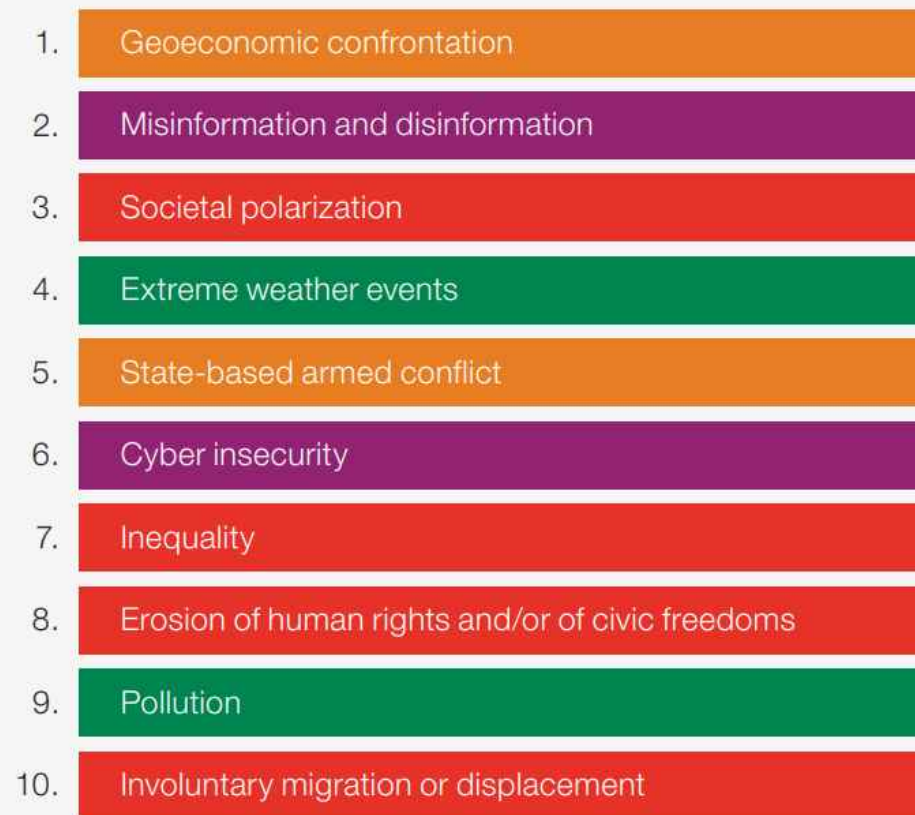 1. Geoeconomic confrontation
2. Misinformation and disinformation
3. Societal polarization
4. Extreme weather events
5. State-based armed conflict
6. Cyber insecurity
7. Inequality
8. Erosion of human rights and/or of civic freedoms
9. Pollution
10. Involuntary migration or displacement